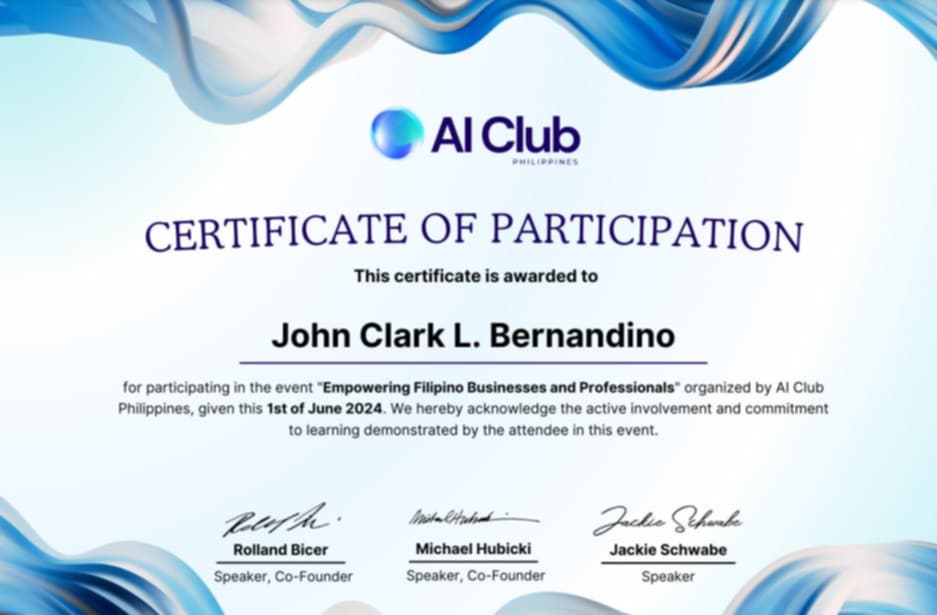 AI Club
PHILIPPINES
CERTIFICATE OF PARTICIPATION
This certificate is awarded to
John Clark L. Bernandino
for participating in the event "Empowering Filipino Businesses and Professionals" organized by AI Club
Philippines, given this 1st of June 2024. We hereby acknowledge the active involvement and commitment
to learning demonstrated by the attendee in this event.
Jackie Schwabe
Rolland Bicer
Michael Hubicki
Jackie Schwabe
Speaker, Co-Founder
Speaker, Co-Founder
Speaker